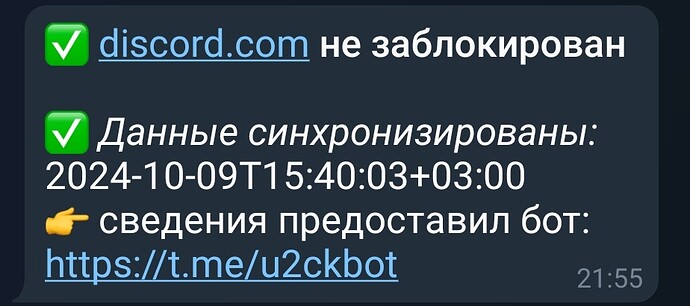 ✅ discord.com не заблокирован
✅ Данные синхронизированы:
2024-10-09T15:40:03+03:00
👉 сведения предоставил бот:
https://t.me/u2ckbot
21:55